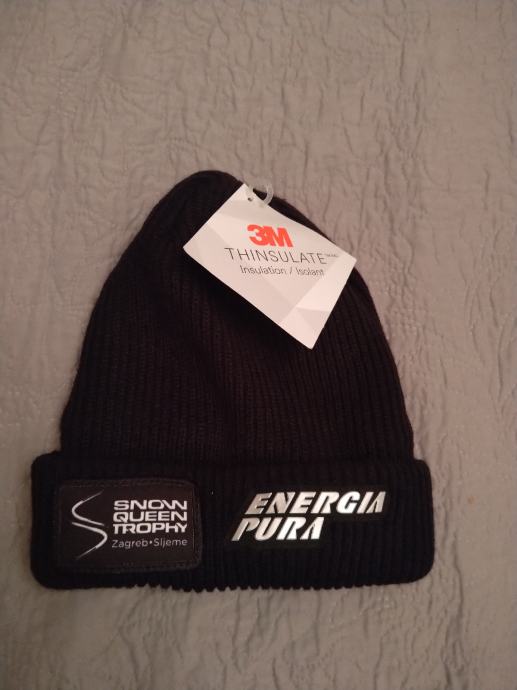 3M
THINSULATE
Insulation / Isolant
SNOW
QUEEN
TROPHY
Zagreb•Sljeme
ENERGIA
PURA